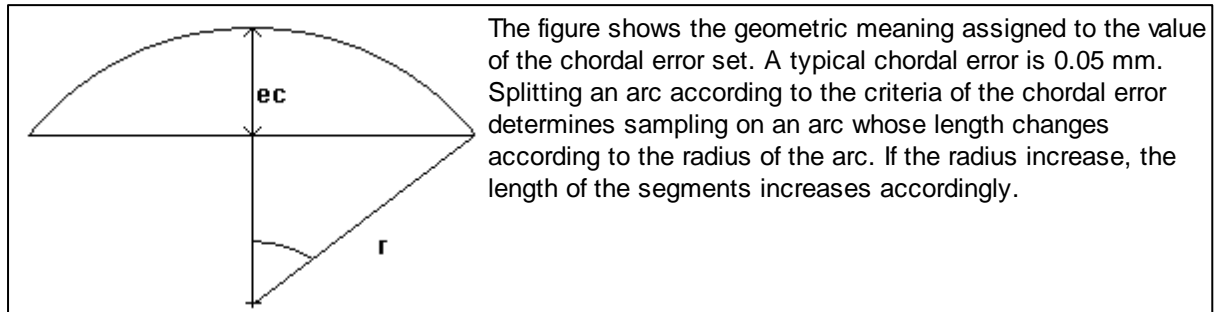 The figure shows the geometric meaning assigned to the value
of the chordal error set. A typical chordal error is 0.05 mm.
Splitting an arc according to the criteria of the chordal error
determines sampling on an arc whose length changes
according to the radius of the arc. If the radius increase, the
length of the segments increases accordingly.
ec
r